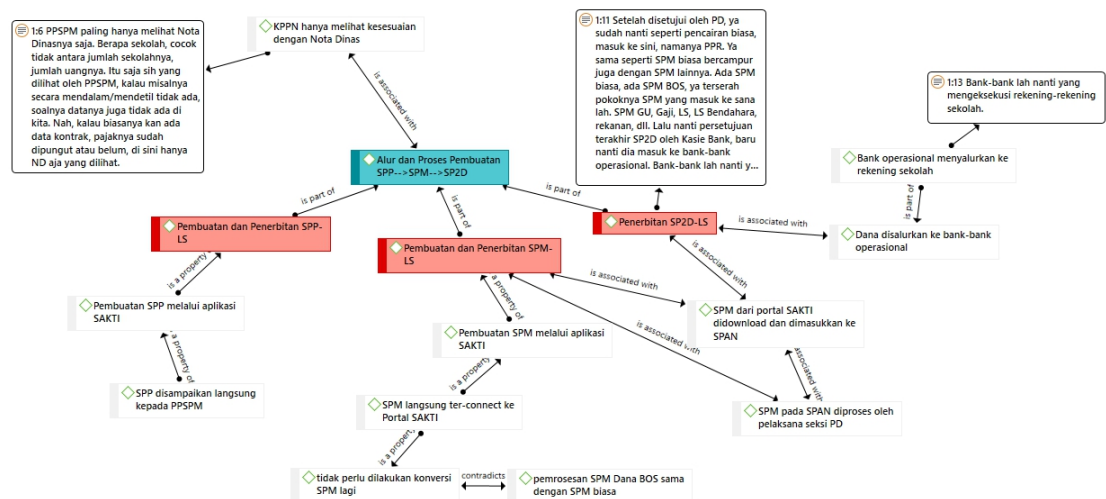 1:6 PPSPM paling hanya melihat Nota
Dinasnya saja. Berapa sekolah, cocok
tidak antara jumlah sekolahnya,
jumlah uangnya. Itu saja sih yang
dilihat oleh PPSPM, kalau misalnya
secara mendalam/mendetil tidak ada,
soalnya datanya juga tidak ada di
kita. Nah, kalau biasanya kan ada
data kontrak, pajaknya sudah
dipungut atau belum, di sini hanya
ND aja yang dilihat.
KPPN hanya melihat kesesuaian
dengan Nota Dinas
1:11 Setelah disetujui oleh PD, ya
sudah nanti seperti pencairan biasa,
masuk ke sini, namanya PPR. Ya
sama seperti SPM biasa bercampur
juga dengan SPM lainnya. Ada SPM
biasa, ada SPM BOS, ya terserah
pokoknya SPM yang masuk ke sana
lah. SPM GU, Gaji, LS, LS Bendahara,
rekanan, dll. Lalu nanti persetujuan
terakhir SP2D oleh Kasie Bank, baru
nanti dia masuk ke bank-bank
operasional. Bank-bank lah nanti y...
1:13 Bank-bank lah nanti yang
mengeksekusi rekening-rekening
sekolah.
is associated with
Alur dan Proses Pembuatan
SPP-->SPM-->SP2D
Bank operasional menyalurkan ke
rekening sekolah
is part of
is part of
is part of
is part of
Pembuatan dan Penerbitan SPP-
LS
Pembuatan dan Penerbitan SPM-
LS
Penerbitan SP2D-LS
is associated with
Dana disalurkan ke bank-bank
operasional
is a property of
a property of
is associated with
is associated with
Pembuatan SPP melalui aplikasi
SAKTI
Pembuatan SPM melalui aplikasi
SAKTI
SPM dari portal SAKTI
didownload dan dimasukkan ke
SPAN
is associated with
a property of
is a property
associated with
SPP disampaikan langsung
kepada PPSPM
SPM langsung ter-connect ke
Portal SAKTI
SPM pada SPAN diproses oleh
pelaksana seksi PD
is a property
tidak perlu dilakukan konversi
SPM lagi
contradicts
pemrosesan SPM Dana BOS sama
dengan SPM biasa